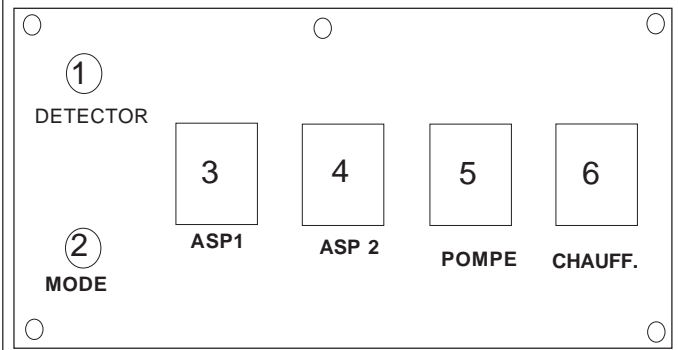 1
DETECTOR
3 4 5 6
2
ASP1 ASP 2 POMPE CHAUFF.
MODE